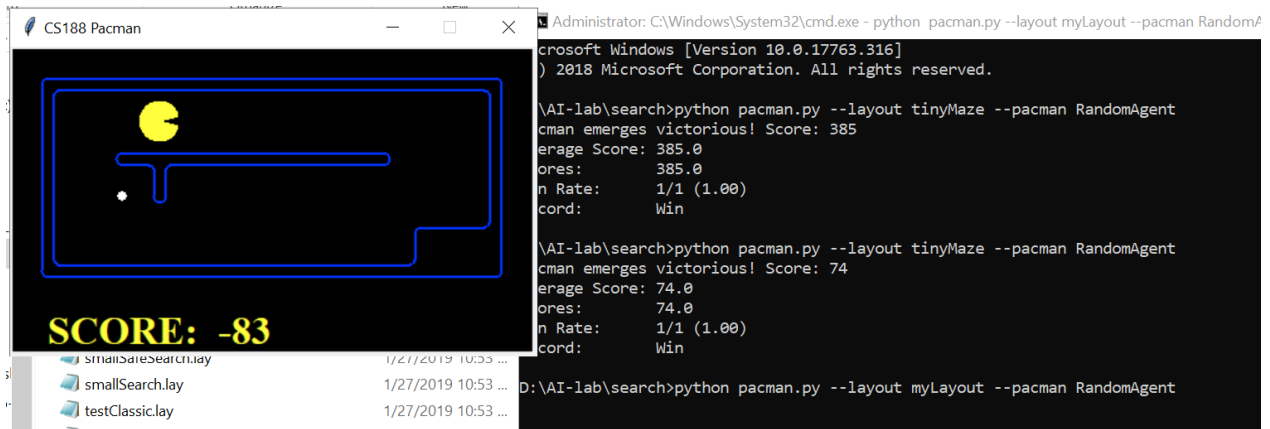 CS188 Pacman
SCORE: -83
smallSafeSearch.lay 1/27/2019 10:53 ...
smallSearch.lay 1/27/2019 10:53 ...
testClassic.lay 1/27/2019 10:53 ...
Administrator: C:\Windows\System32\cmd.exe - python pacman.py --layout myLayout --pacman RandomA
crosoft Windows [Version 10.0.17763.316]
) 2018 Microsoft Corporation. All rights reserved.
\AI-lab\search>python pacman.py --layout tinyMaze --pacman RandomAgent
cman emerges victorious! Score: 385
erage Score: 385.0
ores: 385.0
n Rate: 1/1 (1.00)
cord: Win
\AI-lab\search>python pacman.py --layout tinyMaze --pacman RandomAgent
cman emerges victorious! Score: 74
erage Score: 74.0
ores: 74.0
n Rate: 1/1 (1.00)
cord: Win
D:\AI-lab\search>python pacman.py --layout myLayout --pacman RandomAgent